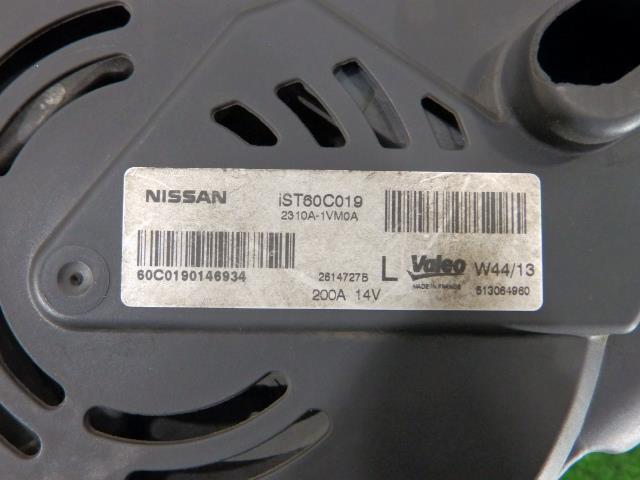 NISSAN iST60C019
2310A-1VM0A
60C0190146934
2614727B L Valeo W44/13
MADE IN FRANCE
200A 14V 513064960